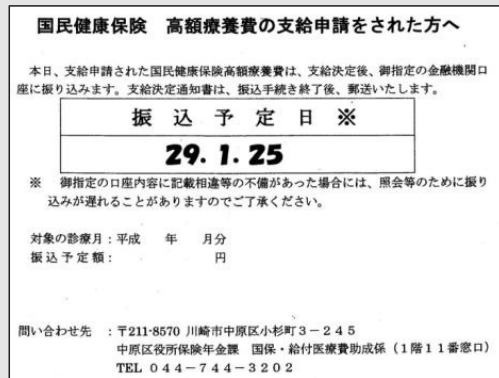 国民健康保険 高額療養費の支給申請をされた方へ
本日、支給申請された国民健康保険高額療養費は、支給決定後、御指定の金融機関口
座に振り込みます。支給決定通知書は、振込手続き終了後、郵送いたします。
振込予定日※
29.1.25
※ 御指定の口座内容に記載相違等の不備があった場合には、照会等のために振り
込みが遅れることがありますのでご了承ください。
対象の診療月：平成 年 月分
振込予定額： 円
問い合わせ先 ：〒211-8570 川崎市中原区小杉町３－２４５
中原区役所保険年金課 国保・給付医療費助成係（１階１１番窓口）
TEL ０４４－７４４－３２０２